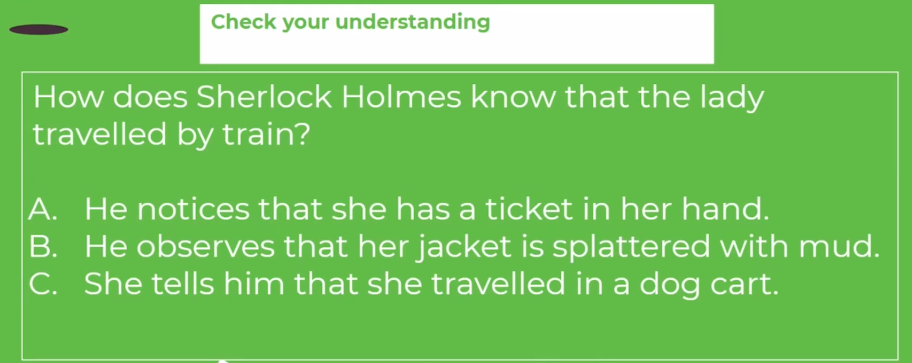 Check your understanding
How does Sherlock Holmes know that the lady
travelled by train?
A. He notices that she has a ticket in her hand.
B. He observes that her jacket is splattered with mud.
C. She tells him that she travelled in a dog cart.